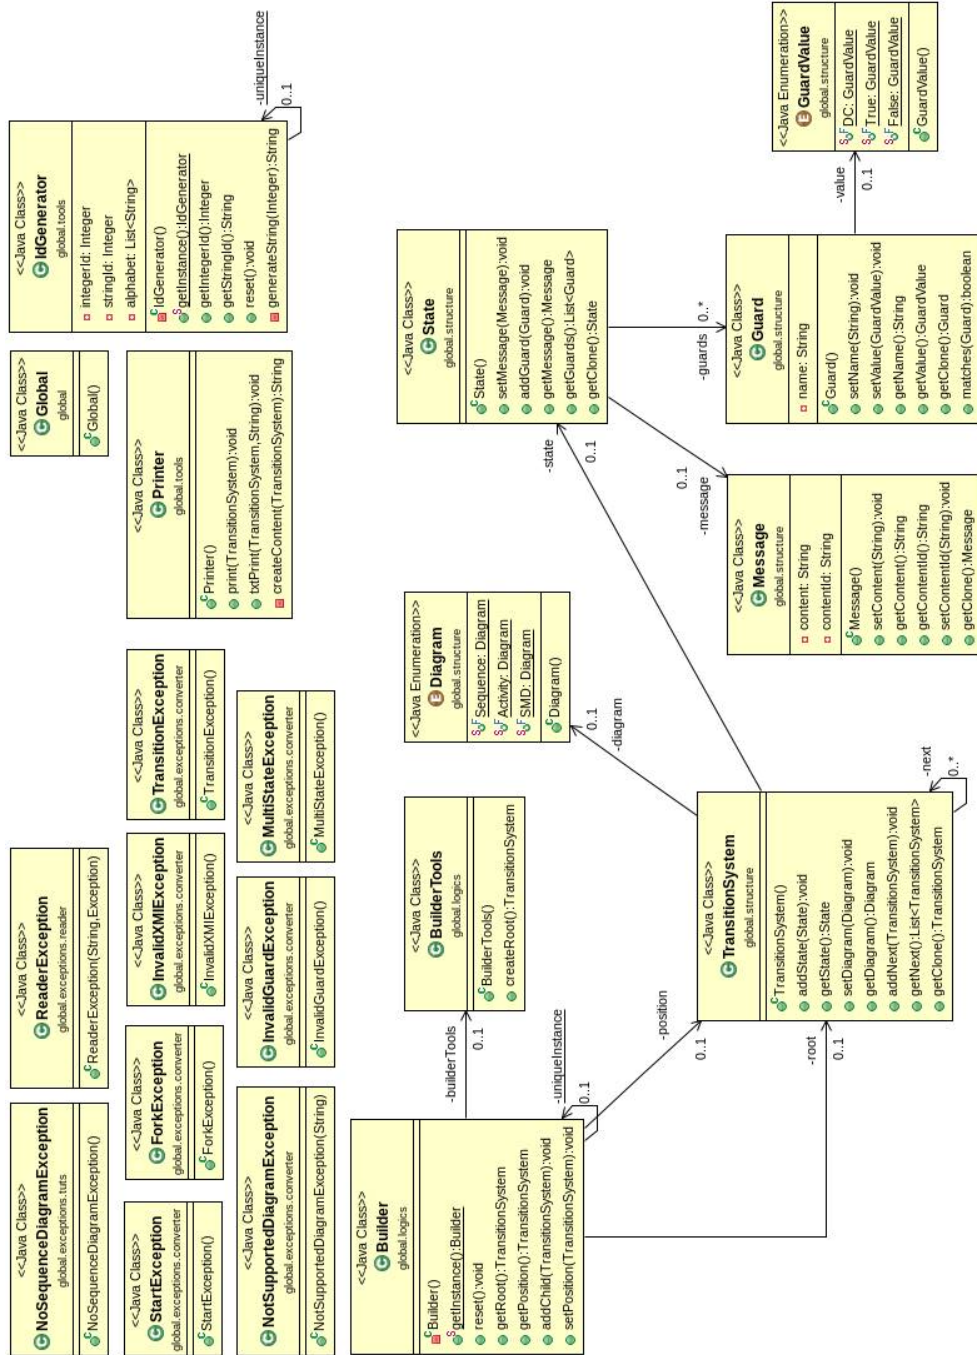 <<Java Class>>
NoSequenceDiagramException
global.exceptions.tuts
NoSequenceDiagramException()
<<Java Class>>
ReaderException
global.exceptions.reader
ReaderException(String,Exception)
<<Java Class>>
Global
global
Global()
<<Java Class>>
IdGenerator
global.tools
integerId: Integer
stringId: Integer
alphabet: List<String>
IdGenerator()
getInstance():IdGenerator
getIntegerId():Integer
getStringId():String
reset():void
generateString(Integer):String
-uniqueInstance
0..1
<<Java Class>>
StartException
global.exceptions.converter
StartException()
<<Java Class>>
ForkException
global.exceptions.converter
ForkException()
<<Java Class>>
InvalidXMIException
global.exceptions.converter
InvalidXMIException()
<<Java Class>>
TransitionException
global.exceptions.converter
TransitionException()
<<Java Class>>
Printer
global.tools
Printer()
print(TransitionSystem):void
txtPrint(TransitionSystem,String):void
createContent(TransitionSystem):String
<<Java Class>>
NotSupportedDiagramException
global.exceptions.converter
NotSupportedDiagramException(String)
<<Java Class>>
InvalidGuardException
global.exceptions.converter
InvalidGuardException()
<<Java Class>>
MultiStateException
global.exceptions.converter
MultiStateException()
<<Java Class>>
Builder
global.logics
Builder()
getInstance():Builder
reset():void
getRoot():TransitionSystem
getPosition():TransitionSystem
addChild(TransitionSystem):void
setPosition(TransitionSystem):void
-builderTools
0..1
-uniqueInstance
0..1
-position
0..1
-root
0..1
<<Java Class>>
BuilderTools
global.logics
BuilderTools()
createRoot():TransitionSystem
<<Java Enumeration>>
Diagram
global.structure
Sequence: Diagram
Activity: Diagram
SMD: Diagram
Diagram()
0..1
-diagram
<<Java Class>>
State
global.structure
State()
setMessage(Message):void
addGuard(Guard):void
getMessage():Message
getGuards():List<Guard>
getClone():State
-state
0..1
<<Java Class>>
TransitionSystem
global.structure
TransitionSystem()
addState(State):void
getState():State
setDiagram(Diagram):void
getDiagram():Diagram
addNext(TransitionSystem):void
getNext():List<TransitionSystem>
getClone():TransitionSystem
-next
0..*
-message
0..1
-guards
0..*
<<Java Class>>
Message
global.structure
content: String
contentId: String
Message()
setContent(String):void
getContent():String
getContentId():String
setContentId(String):void
getClone():Message
<<Java Class>>
Guard
global.structure
name: String
Guard()
setName(String):void
setValue(GuardValue):void
getName():String
getValue():GuardValue
getClone():Guard
matches(Guard):boolean
-value
0..1
<<Java Enumeration>>
GuardValue
global.structure
DC: GuardValue
True: GuardValue
False: GuardValue
GuardValue()